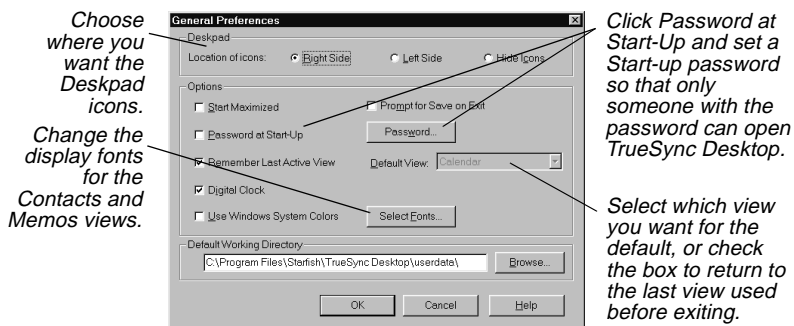 Choose
where you
want the
Deskpad
icons.
Change the
display fonts
for the
Contacts and
Memos views.
General Preferences
Deskpad
Location of icons:
Right Side
Left Side
Hide Icons
Options
Start Maximized
Prompt for Save on Exit
Password at Start-Up
Password...
Remember Last Active View
Default View:
Calendar
Digital Clock
Use Windows System Colors
Select Fonts...
Default Working Directory
C:\Program Files\Starfish\TrueSync Desktop\userdata\
Browse...
OK
Cancel
Help
Click Password at
Start-Up and set a
Start-up password
so that only
someone with the
password can open
TrueSync Desktop.
Select which view
you want for the
default, or check
the box to return to
the last view used
before exiting.